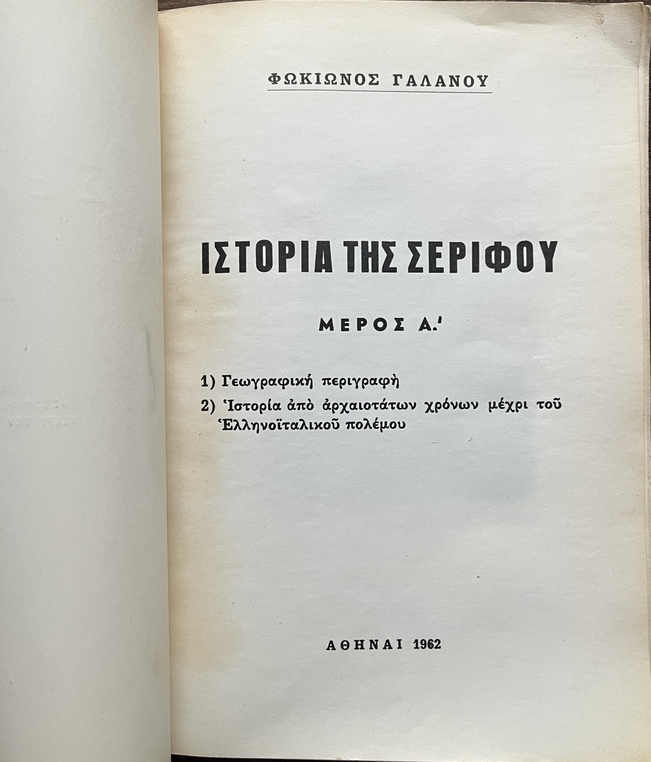 ΦΩΚΙΩΝΟΣ ΓΑΛΑΝΟΥ
ΙΣΤΟΡΙΑ ΤΗΣ ΣΕΡΙΦΟΥ
ΜΕΡΟΣ Α.'
1) Γεωγραφική περιγραφὴ
2) Ἱστορία ἀπὸ ἀρχαιοτάτων χρόνων μέχρι τοῦ
Ἑλληνοϊταλικοῦ πολέμου
ΑΘΗΝΑΙ 1962